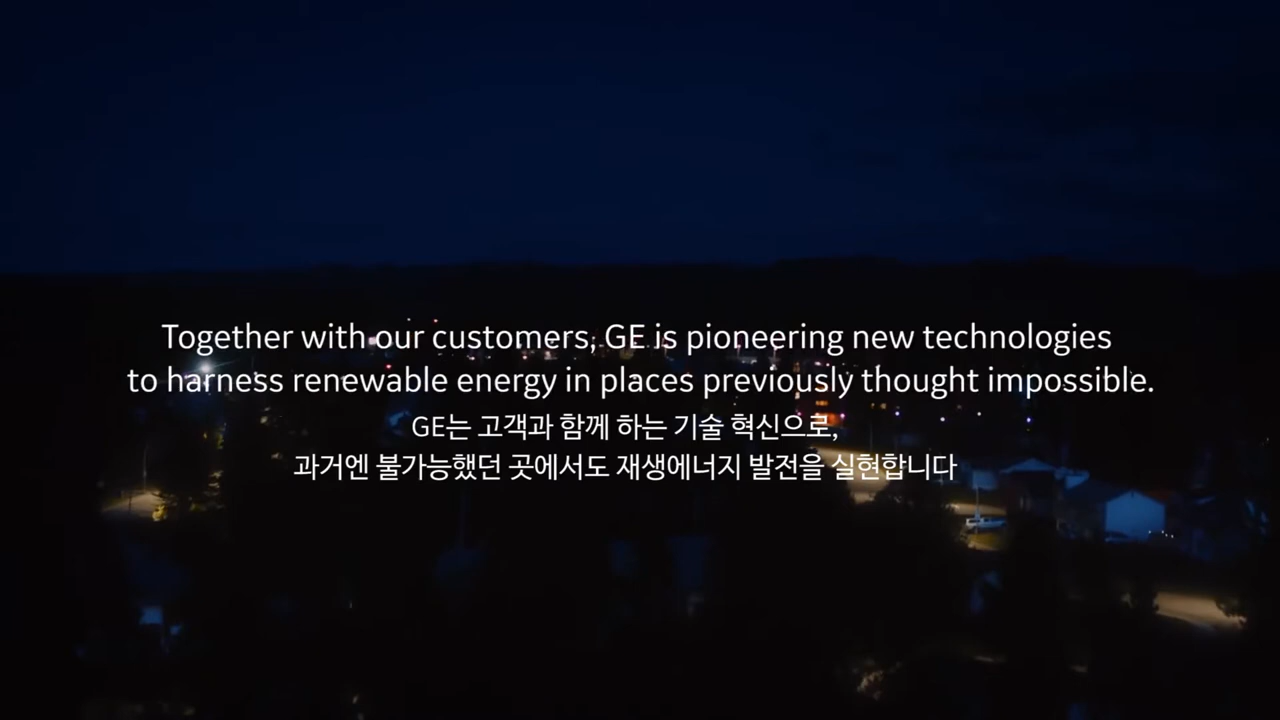 Together with our customers, GE is pioneering new technologies
to harness renewable energy in places previously thought impossible.
GE는 고객과 함께 하는 기술 혁신으로,
과거엔 불가능했던 곳에서도 재생에너지 발전을 실현합니다